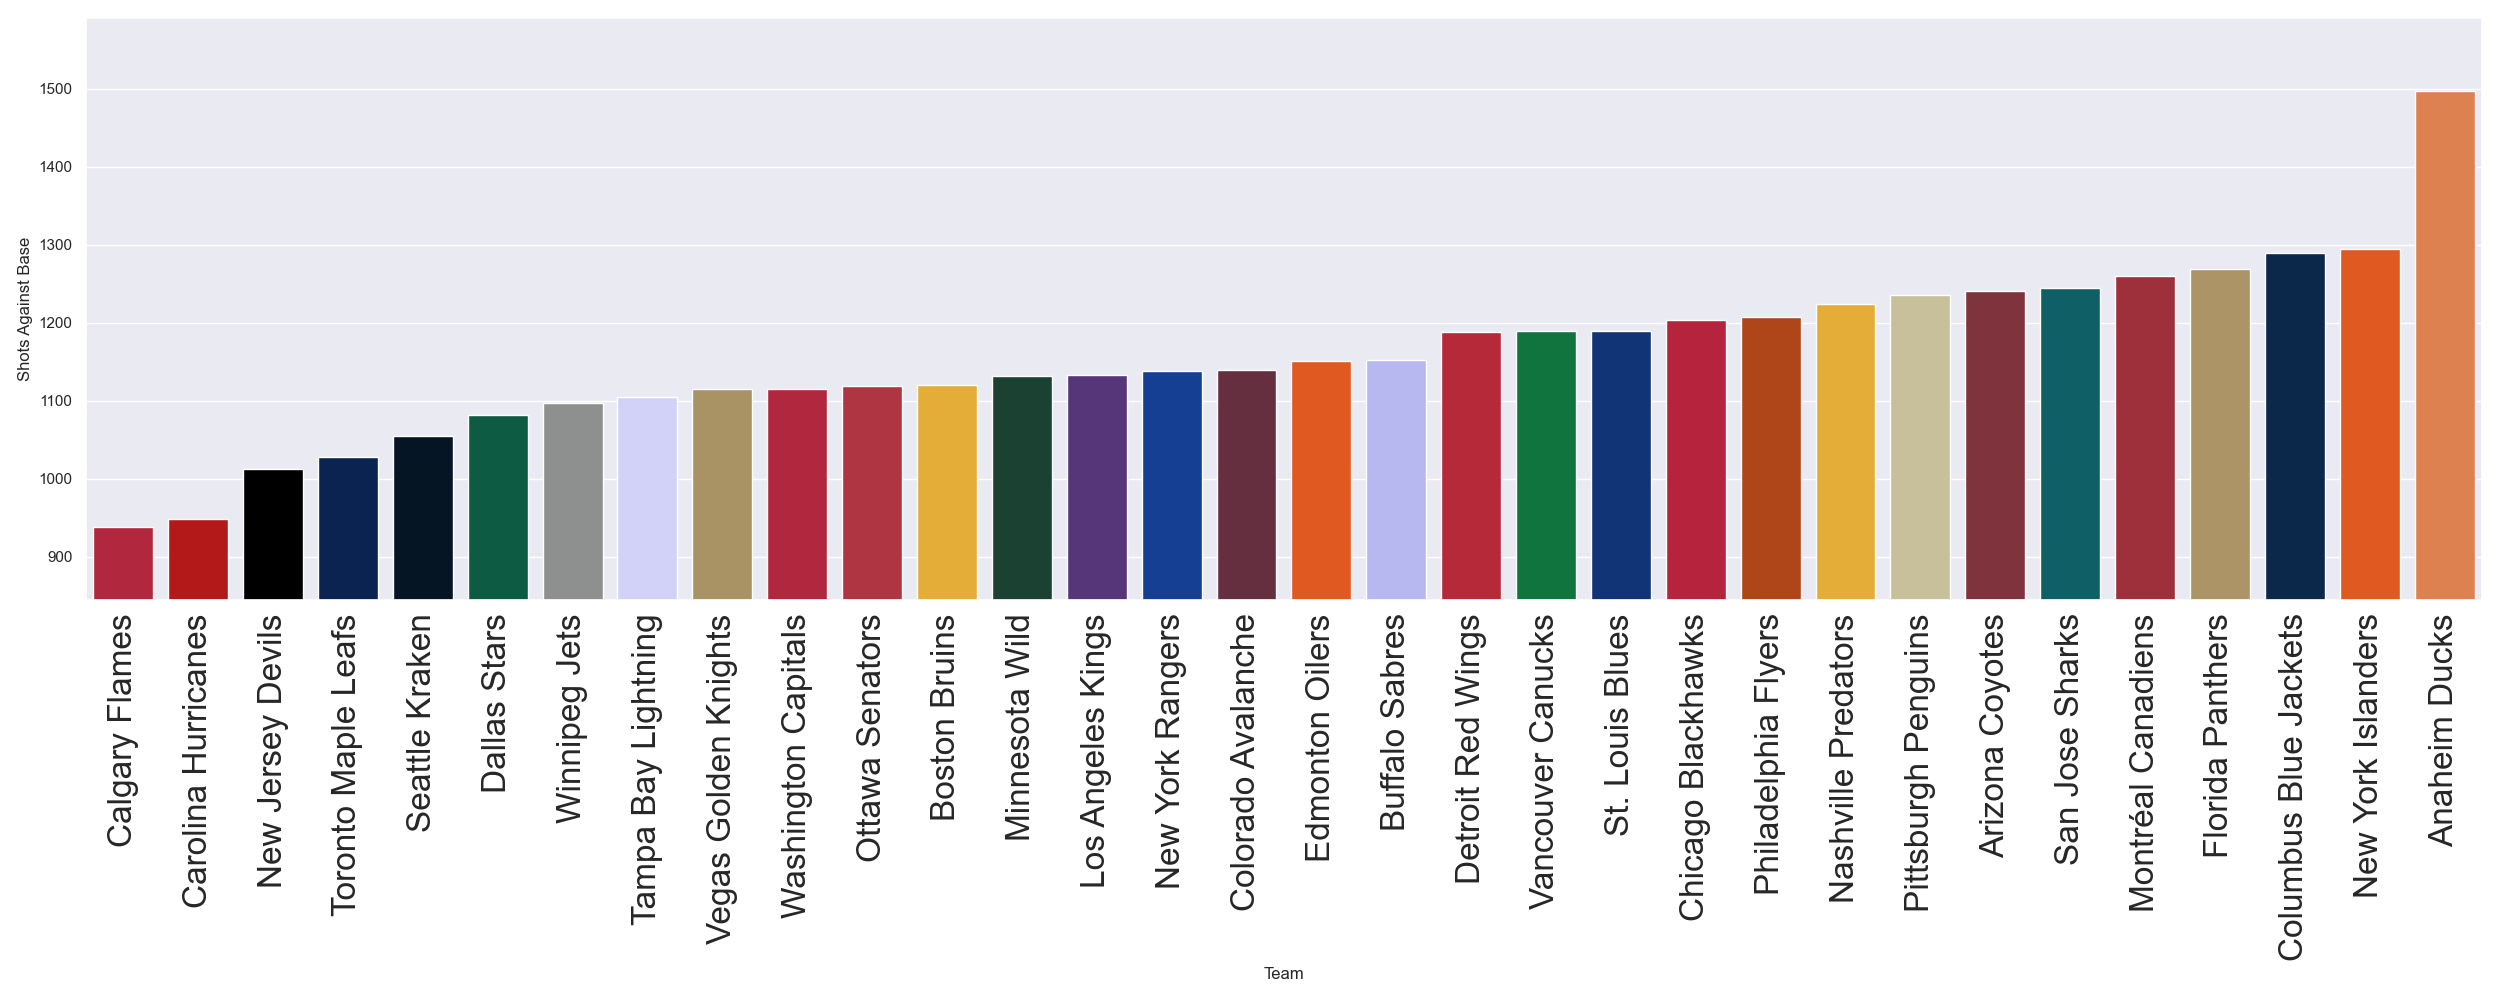 1500
1400
1300
1200
1100
1000
900
Shots Against Base
Calgary Flames
Carolina Hurricanes
New Jersey Devils
Toronto Maple Leafs
Seattle Kraken
Dallas Stars
Winnipeg Jets
Tampa Bay Lightning
Vegas Golden Knights
Washington Capitals
Ottawa Senators
Boston Bruins
Minnesota Wild
Los Angeles Kings
New York Rangers
Colorado Avalanche
Edmonton Oilers
Buffalo Sabres
Detroit Red Wings
Vancouver Canucks
St. Louis Blues
Chicago Blackhawks
Philadelphia Flyers
Nashville Predators
Pittsburgh Penguins
Arizona Coyotes
San Jose Sharks
Montréal Canadiens
Florida Panthers
Columbus Blue Jackets
New York Islanders
Anaheim Ducks
Team